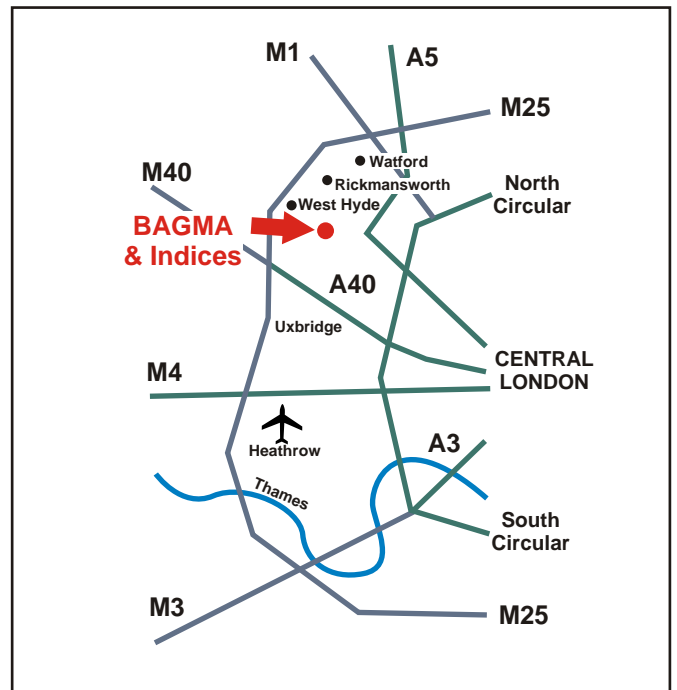 M1
A5
M25
M40
Watford
Rickmansworth
North
Circular
West Hyde
BAGMA
& Indices
A40
Uxbridge
CENTRAL
LONDON
M4
Heathrow
A3
Thames
South
Circular
M3
M25